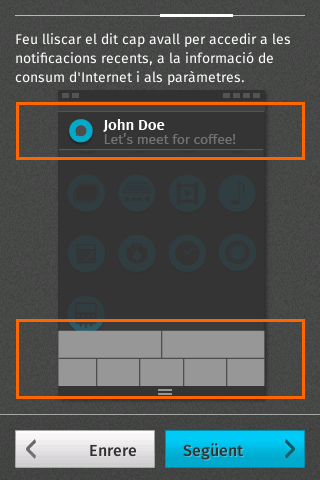 Feu lliscar el dit cap avall per accedir a les
notificacions recents, a la informació de
consum d'Internet i als paràmetres.
John Doe
Let's meet for coffee!
Enrere
Següent